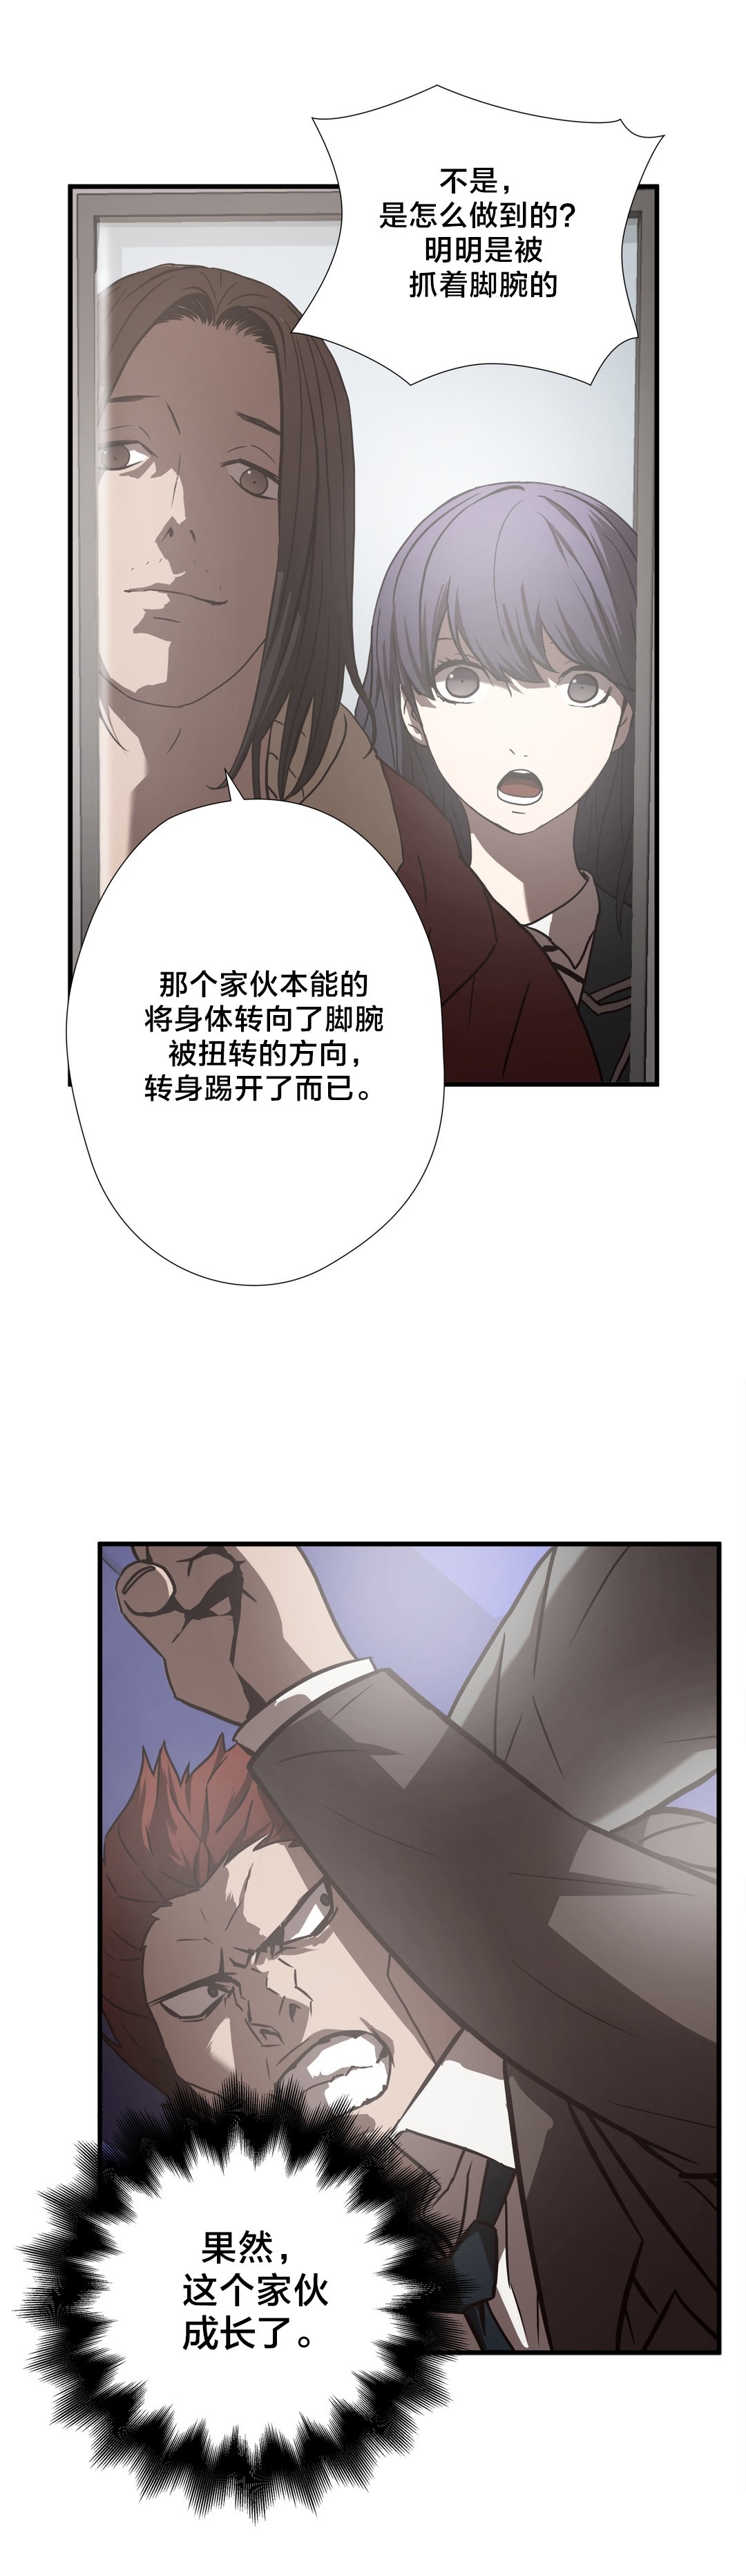 不是，
是怎么做到的？
明明是被
抓着脚腕的
那个家伙本能的
将身体转向了脚腕
被扭转的方向，
转身踢开了而已。
果然，
这个家伙
成长了。